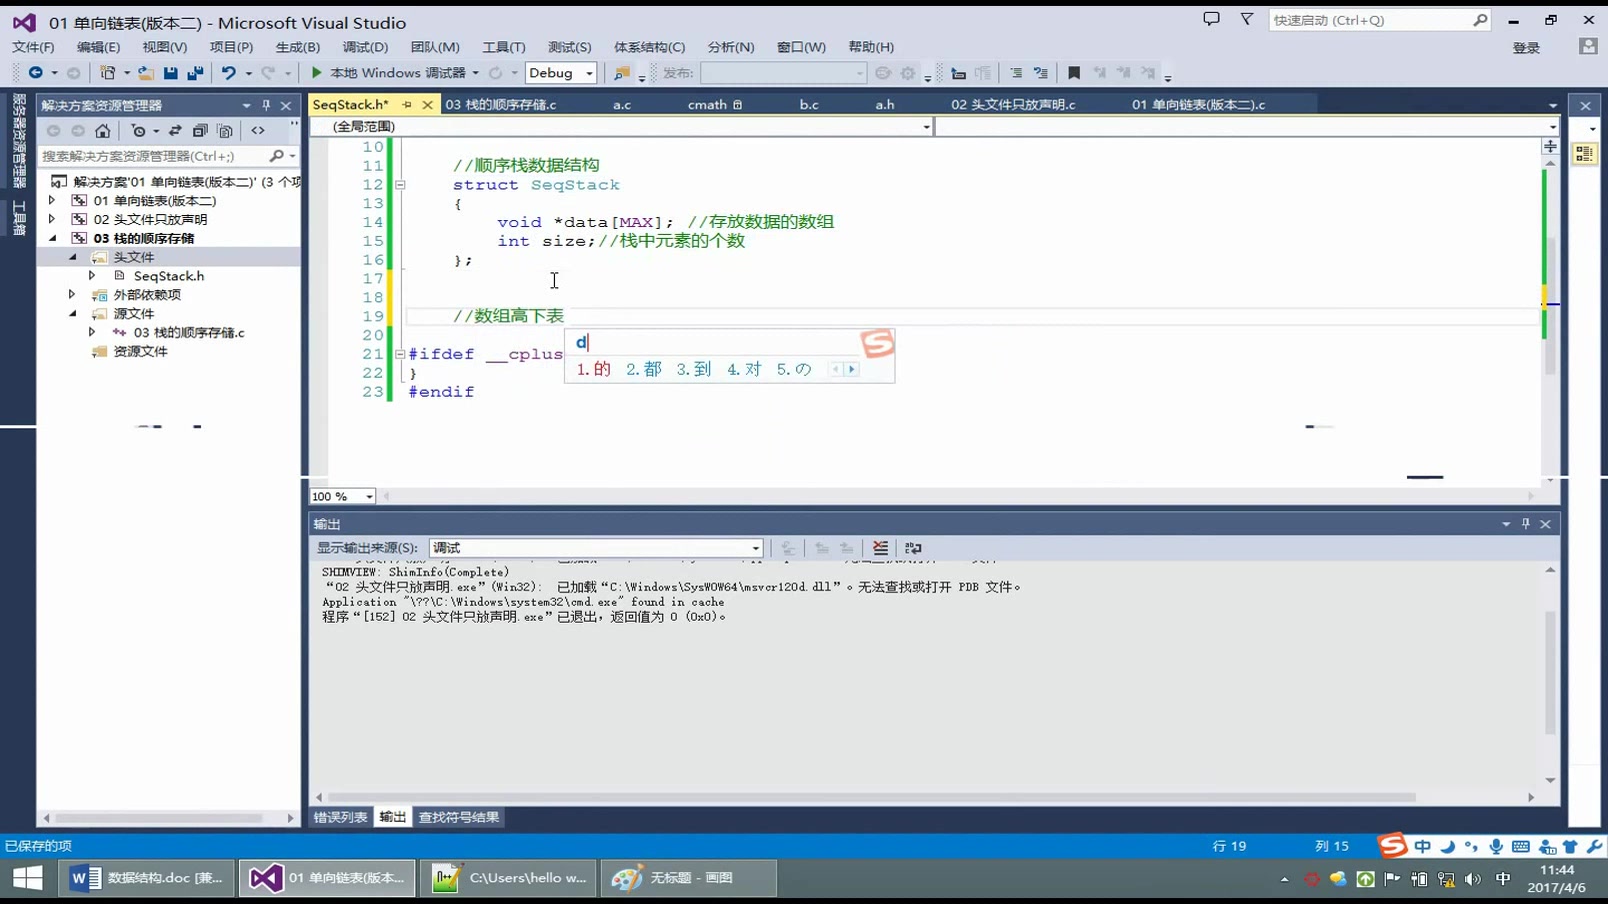 01 单向链表(版本二) - Microsoft Visual Studio
快速启动 (Ctrl+Q)
文件(F) 编辑(E) 视图(V) 项目(P) 生成(B) 调试(D) 团队(M) 工具(T) 测试(S) 体系结构(C) 分析(N) 窗口(W) 帮助(H)
登录
本地 Windows 调试器
Debug
发布:
服务器资源管理器
工具箱
解决方案资源管理器
搜索解决方案资源管理器(Ctrl+;)
解决方案'01 单向链表(版本二)' (3 个项
01 单向链表(版本二)
02 头文件只放声明
03 栈的顺序存储
头文件
SeqStack.h
外部依赖项
源文件
03 栈的顺序存储.c
资源文件
SeqStack.h* 03 栈的顺序存储.c a.c cmath b.c a.h 02 头文件只放声明.c 01 单向链表(版本二).c
(全局范围)
10
11 //顺序栈数据结构
12 struct SeqStack
13 {
14 void *data[MAX]; //存放数据的数组
15 int size;//栈中元素的个数
16 };
17
18
19 //数组高下表
20
21 #ifdef __cplus
22 }
23 #endif
d
1.的 2.都 3.到 4.对 5.の
100 %
输出
显示输出来源(S): 调试
SHIMVIEW: ShimInfo(Complete)
“02 头文件只放声明.exe”(Win32): 已加载“C:\Windows\SysWOW64\msvcr120d.dll”。无法查找或打开 PDB 文件。
Application "\??\C:\Windows\system32\cmd.exe" found in cache
程序“[152] 02 头文件只放声明.exe”已退出，返回值为 0 (0x0)。
错误列表 输出 查找符号结果
已保存的项
行 19
列 15
中
数据结构.doc [兼...
01 单向链表(版本...
C:\Users\hello w...
无标题 - 画图
中
11:44
2017/4/6